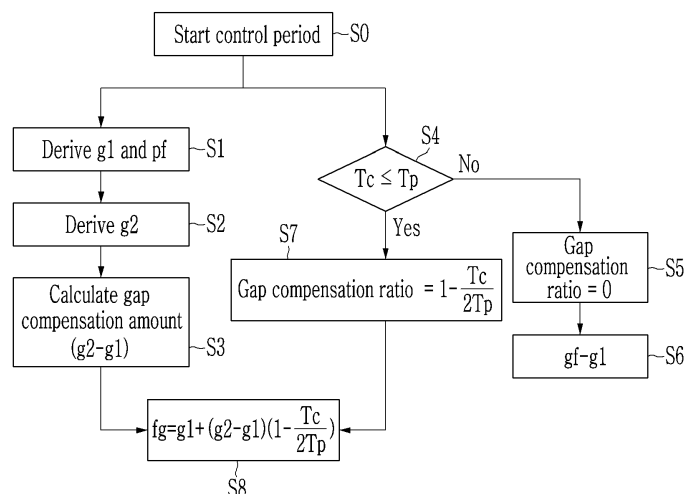 Start control period
S0
Derive g1 and pf
S1
S4
Tc ≤ Tp
No
Yes
Derive g2
S2
S7
Gap compensation ratio = 1-Tc/2Tp
Gap
compensation
ratio = 0
S5
Calculate gap
compensation amount
(g2-g1)
S3
gf-g1
S6
fg=g1+(g2-g1)(1-Tc/2Tp)
S8